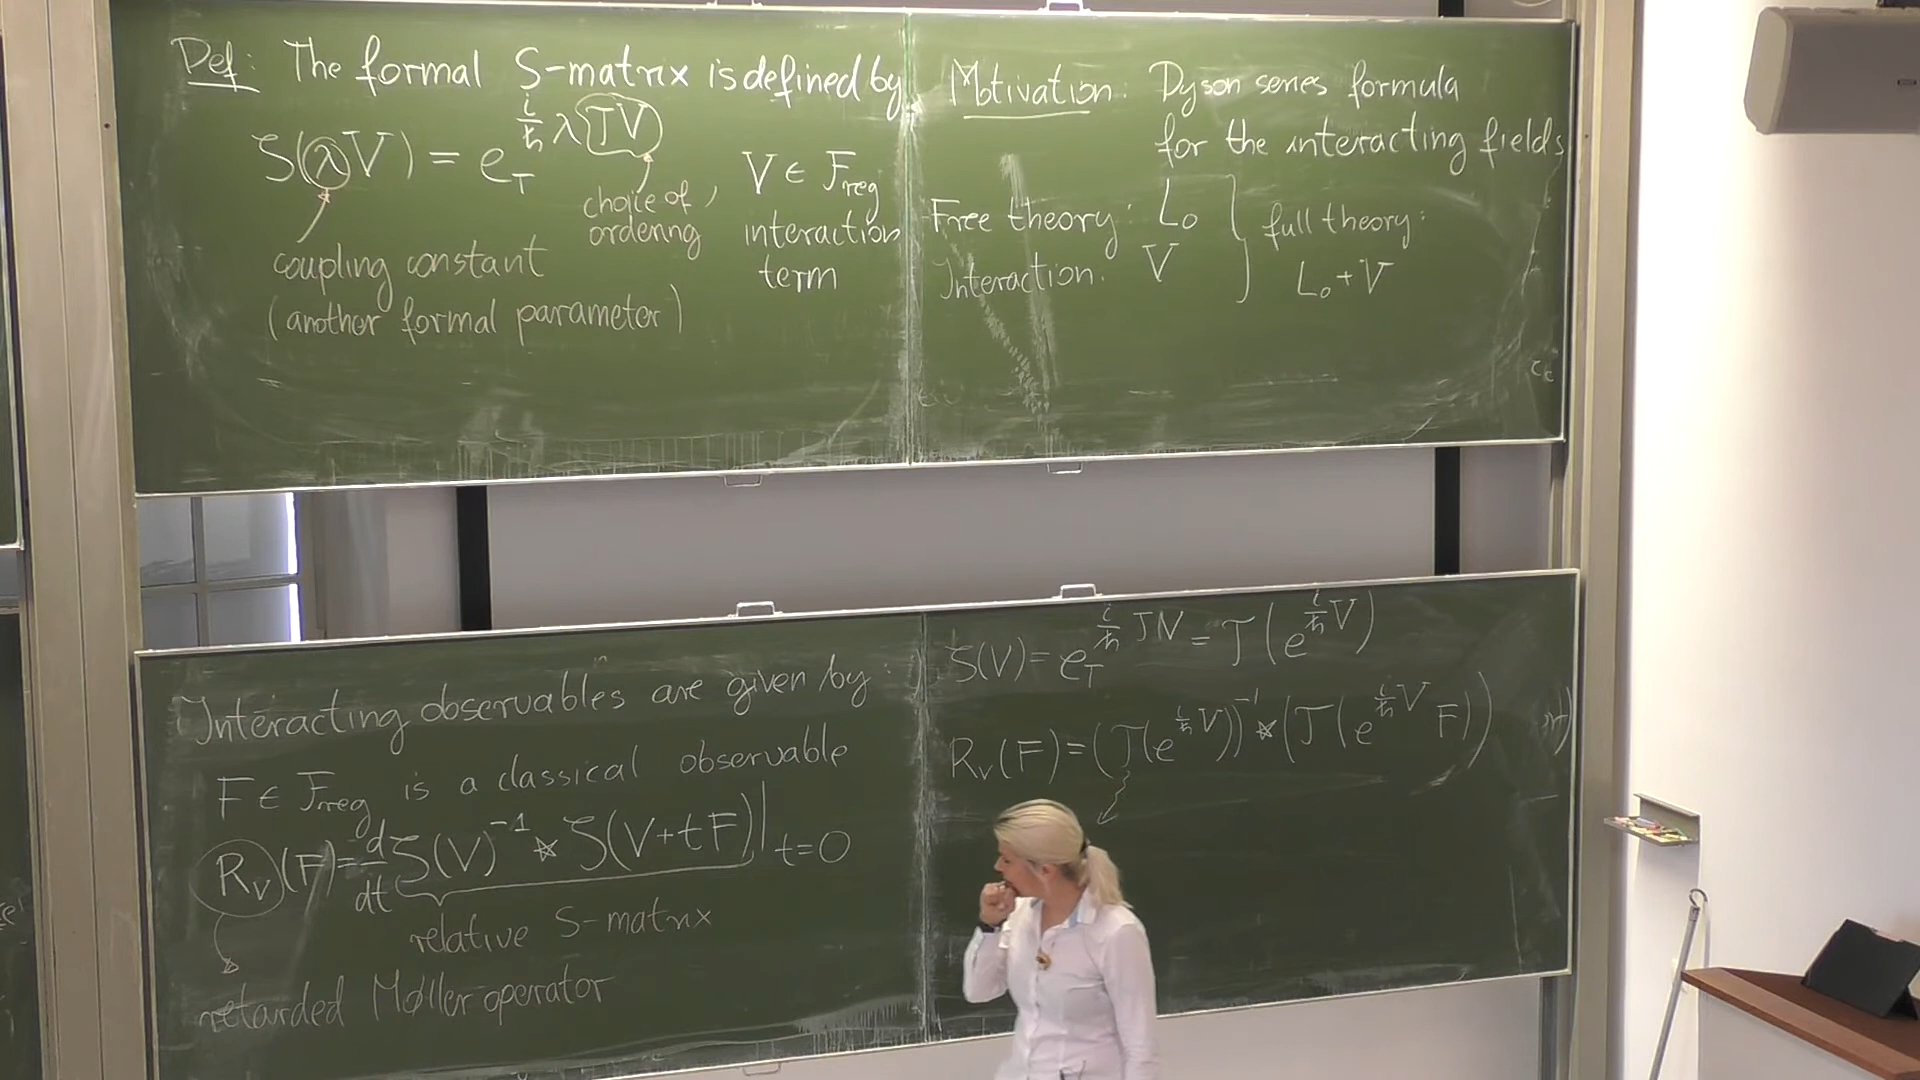 Def: The formal S-matrix is defined by
S(λV) = e_T^{i/ħ λ TV}
choice of ordering
,
V ∈ F_reg
interaction
term
coupling constant
(another formal parameter)
Motivation: Dyson series formula
for the interacting fields
Free theory: L₀
Interaction: V
full theory:
L₀ + V
Interacting observables are given by:
F ∈ F_reg is a classical observable
R_V(F) = d/dt S(V)^{-1} ⋆ S(V+tF)|_{t=0}
relative S-matrix
retarded Møller operator
S(V) = e_T^{i/ħ TV} = T(e^{i/ħ V})
R_V(F) = (T(e^{i/ħ V}))^{-1} ⋆ (T(e^{i/ħ V} F))